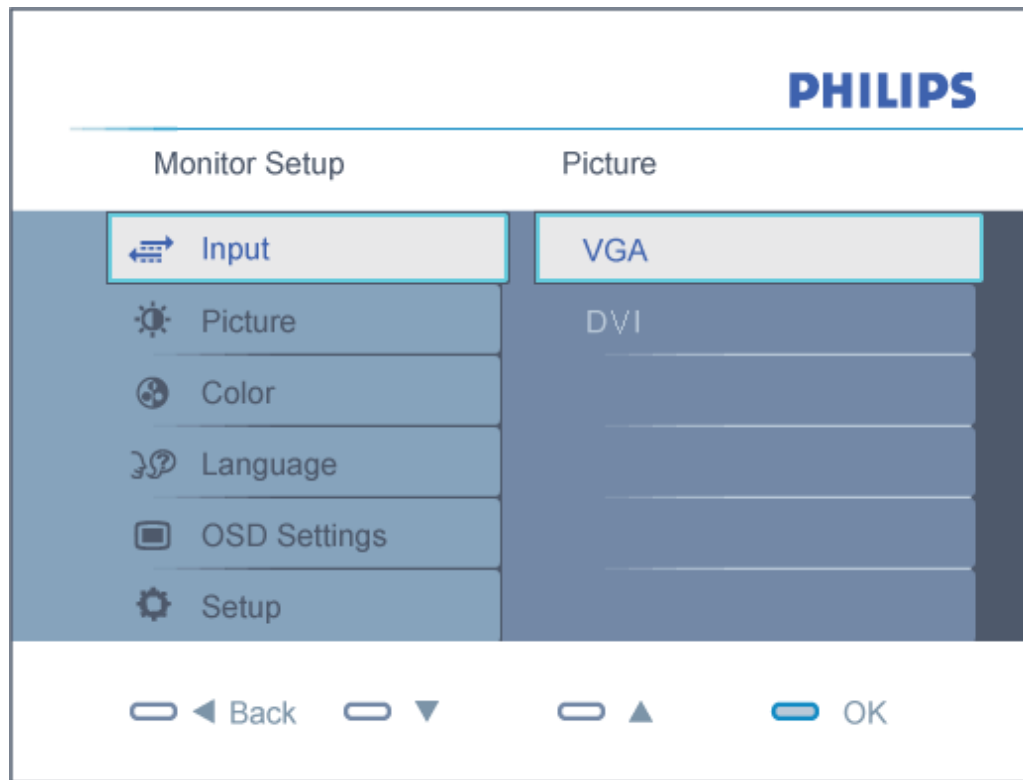 PHILIPS
Monitor Setup Picture
Input VGA
Picture DVI
Color
Language
OSD Settings
Setup
Back OK